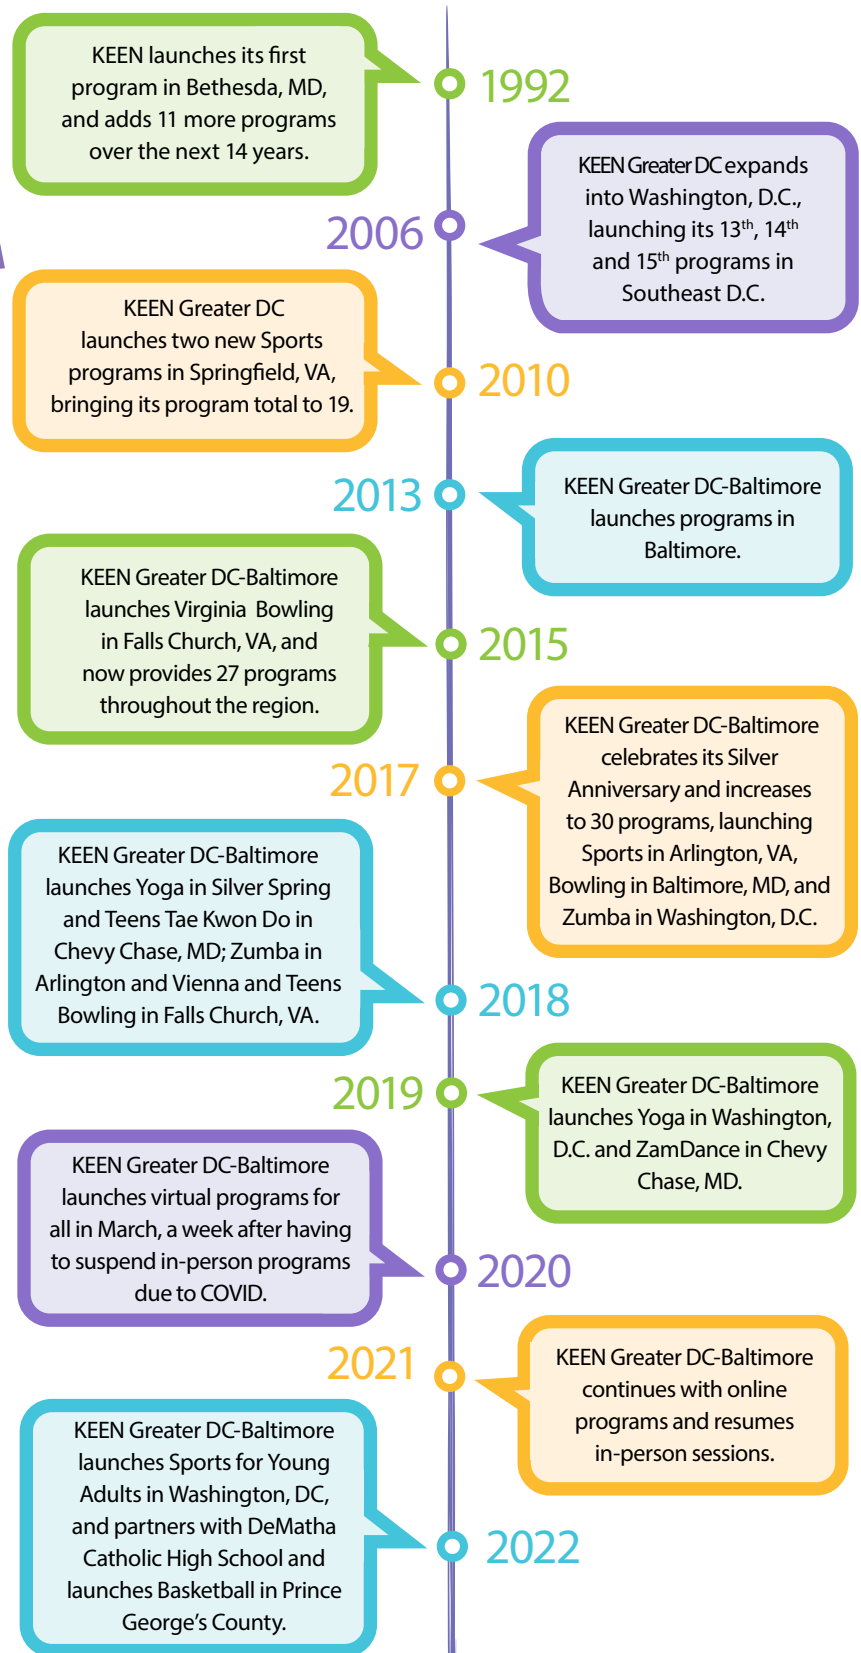 KEEN launches its first
program in Bethesda, MD,
and adds 11 more programs
over the next 14 years.
1992
KEEN Greater DC expands
into Washington, D.C.,
launching its 13th, 14th
and 15th programs in
Southeast D.C.
2006
KEEN Greater DC
launches two new Sports
programs in Springfield, VA,
bringing its program total to 19.
2010
KEEN Greater DC-Baltimore
launches programs in
Baltimore.
2013
KEEN Greater DC-Baltimore
launches Virginia Bowling
in Falls Church, VA, and
now provides 27 programs
throughout the region.
2015
KEEN Greater DC-Baltimore
celebrates its Silver
Anniversary and increases
to 30 programs, launching
Sports in Arlington, VA,
Bowling in Baltimore, MD, and
Zumba in Washington, D.C.
2017
KEEN Greater DC-Baltimore
launches Yoga in Silver Spring
and Teens Tae Kwon Do in
Chevy Chase, MD; Zumba in
Arlington and Vienna and Teens
Bowling in Falls Church, VA.
2018
KEEN Greater DC-Baltimore
launches Yoga in Washington,
D.C. and ZamDance in Chevy
Chase, MD.
2019
KEEN Greater DC-Baltimore
launches virtual programs for
all in March, a week after having
to suspend in-person programs
due to COVID.
2020
KEEN Greater DC-Baltimore
continues with online
programs and resumes
in-person sessions.
2021
KEEN Greater DC-Baltimore
launches Sports for Young
Adults in Washington, DC,
and partners with DeMatha
Catholic High School and
launches Basketball in Prince
George's County.
2022